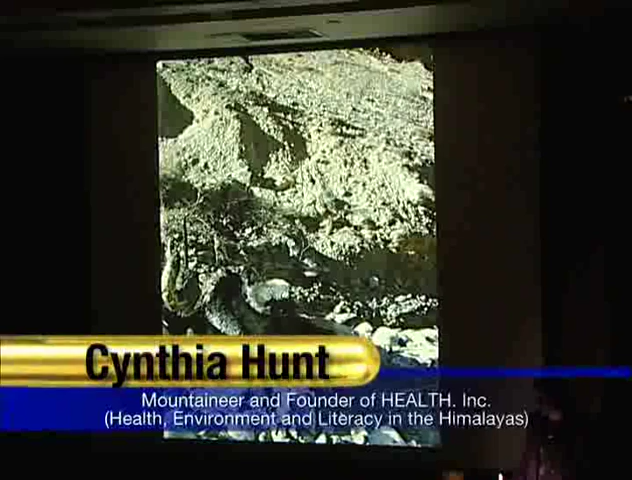 Cynthia Hunt
Mountaineer and Founder of HEALTH. Inc.
(Health, Environment and Literacy in the Himalayas)